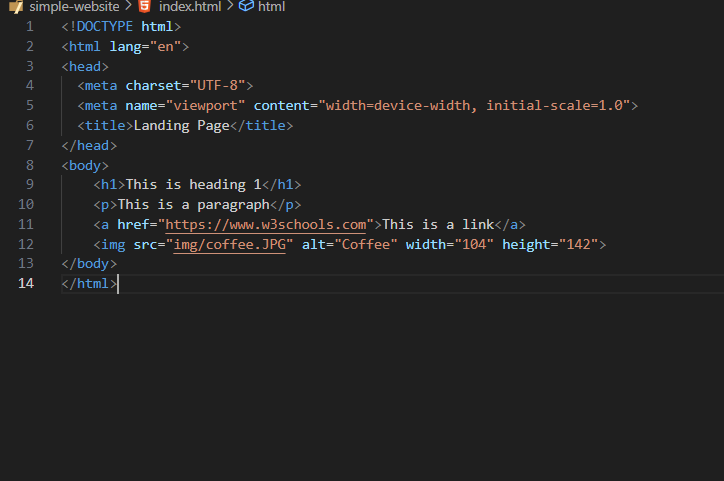 simple-website > index.html > html
1 <!DOCTYPE html>
2 <html lang="en">
3 <head>
4 <meta charset="UTF-8">
5 <meta name="viewport" content="width=device-width, initial-scale=1.0">
6 <title>Landing Page</title>
7 </head>
8 <body>
9 <h1>This is heading 1</h1>
10 <p>This is a paragraph</p>
11 <a href="https://www.w3schools.com">This is a link</a>
12 <img src="img/coffee.JPG" alt="Coffee" width="104" height="142">
13 </body>
14 </html>